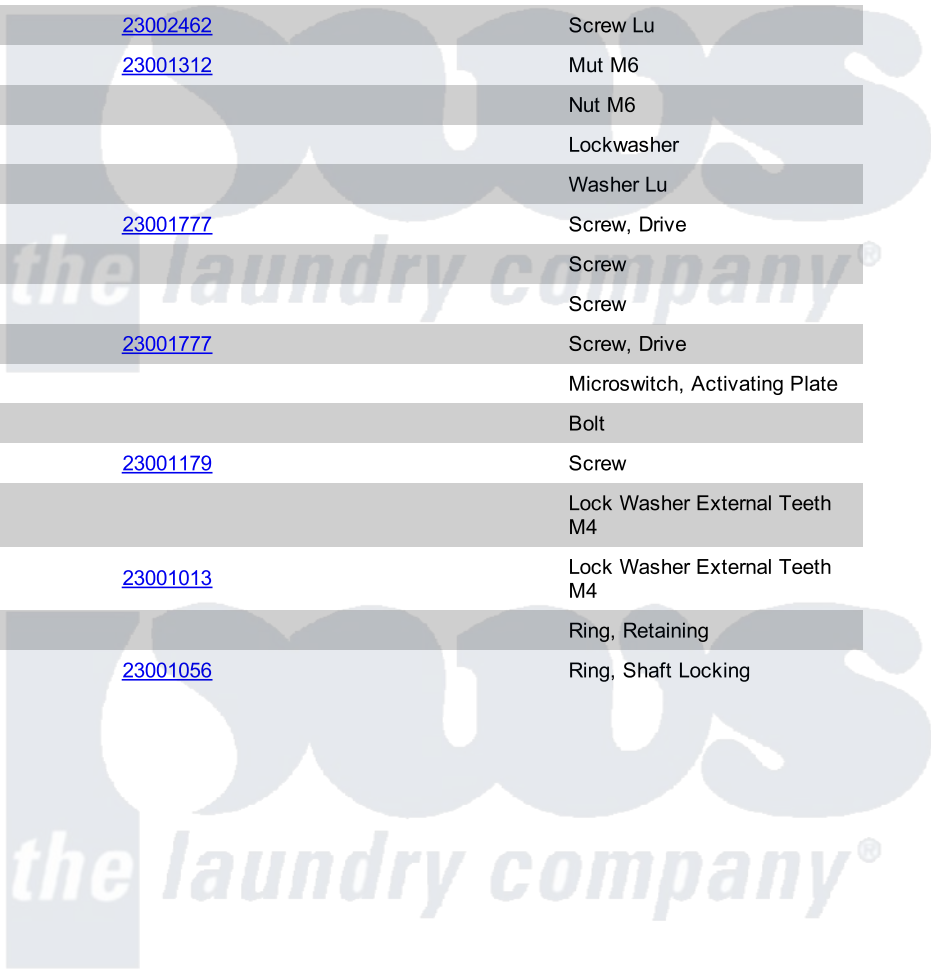 23002462 Screw Lu
23001312 Mut M6
Nut M6
Lockwasher
Washer Lu
23001777 Screw, Drive
Screw
Screw
23001777 Screw, Drive
Microswitch, Activating Plate
Bolt
23001179 Screw
Lock Washer External Teeth
M4
23001013 Lock Washer External Teeth
M4
Ring, Retaining
23001056 Ring, Shaft Locking
pws
the laundry company®
pws
the laundry company®